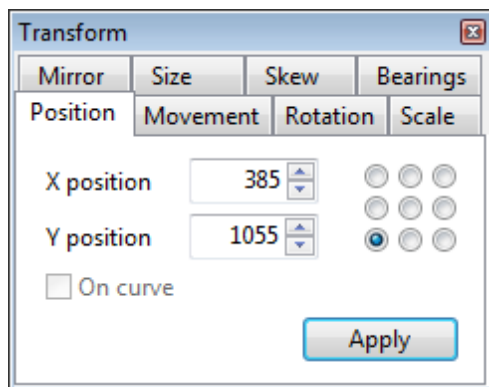 Transform
Mirror Size Skew Bearings
Position Movement Rotation Scale
X position 385
Y position 1055
On curve
Apply